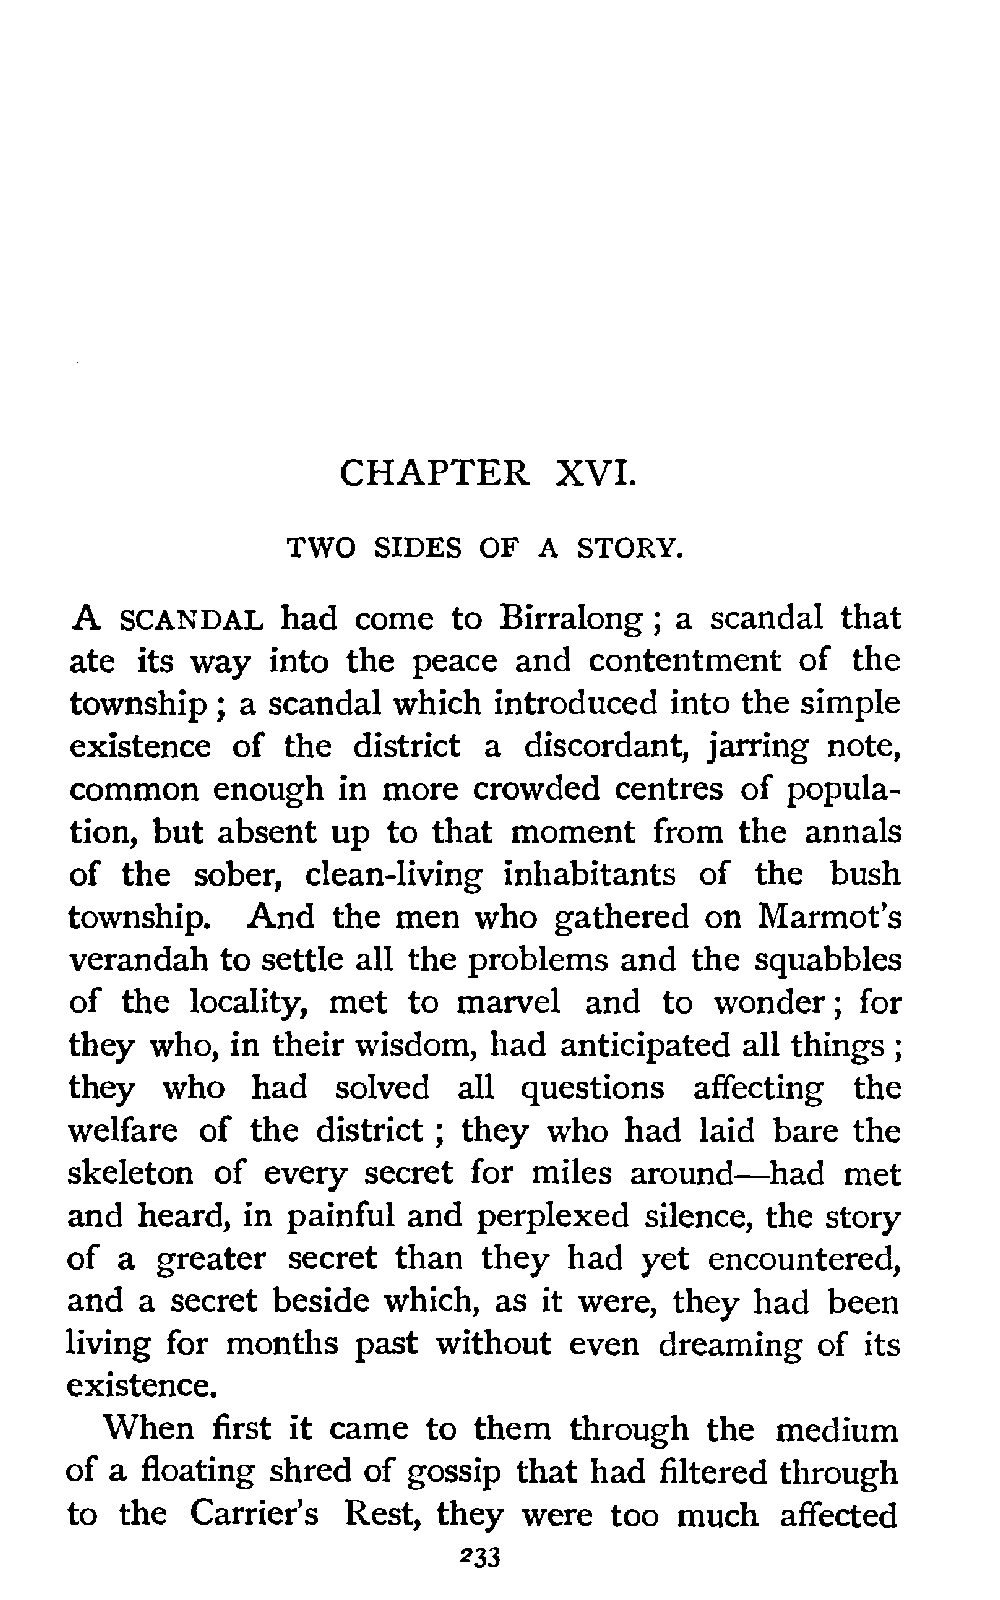 CHAPTER XVI.
TWO SIDES OF A STORY.
A SCANDAL had come to Birralong ; a scandal that
ate its way into the peace and contentment of the
township ; a scandal which introduced into the simple
existence of the district a discordant, jarring note,
common enough in more crowded centres of popula-
tion, but absent up to that moment from the annals
of the sober, clean-living inhabitants of the bush
township. And the men who gathered on Marmot's
verandah to settle all the problems and the squabbles
of the locality, met to marvel and to wonder ; for
they who, in their wisdom, had anticipated all things ;
they who had solved all questions affecting the
welfare of the district ; they who had laid bare the
skeleton of every secret for miles around—had met
and heard, in painful and perplexed silence, the story
of a greater secret than they had yet encountered,
and a secret beside which, as it were, they had been
living for months past without even dreaming of its
existence.
When first it came to them through the medium
of a floating shred of gossip that had filtered through
to the Carrier's Rest, they were too much affected
233